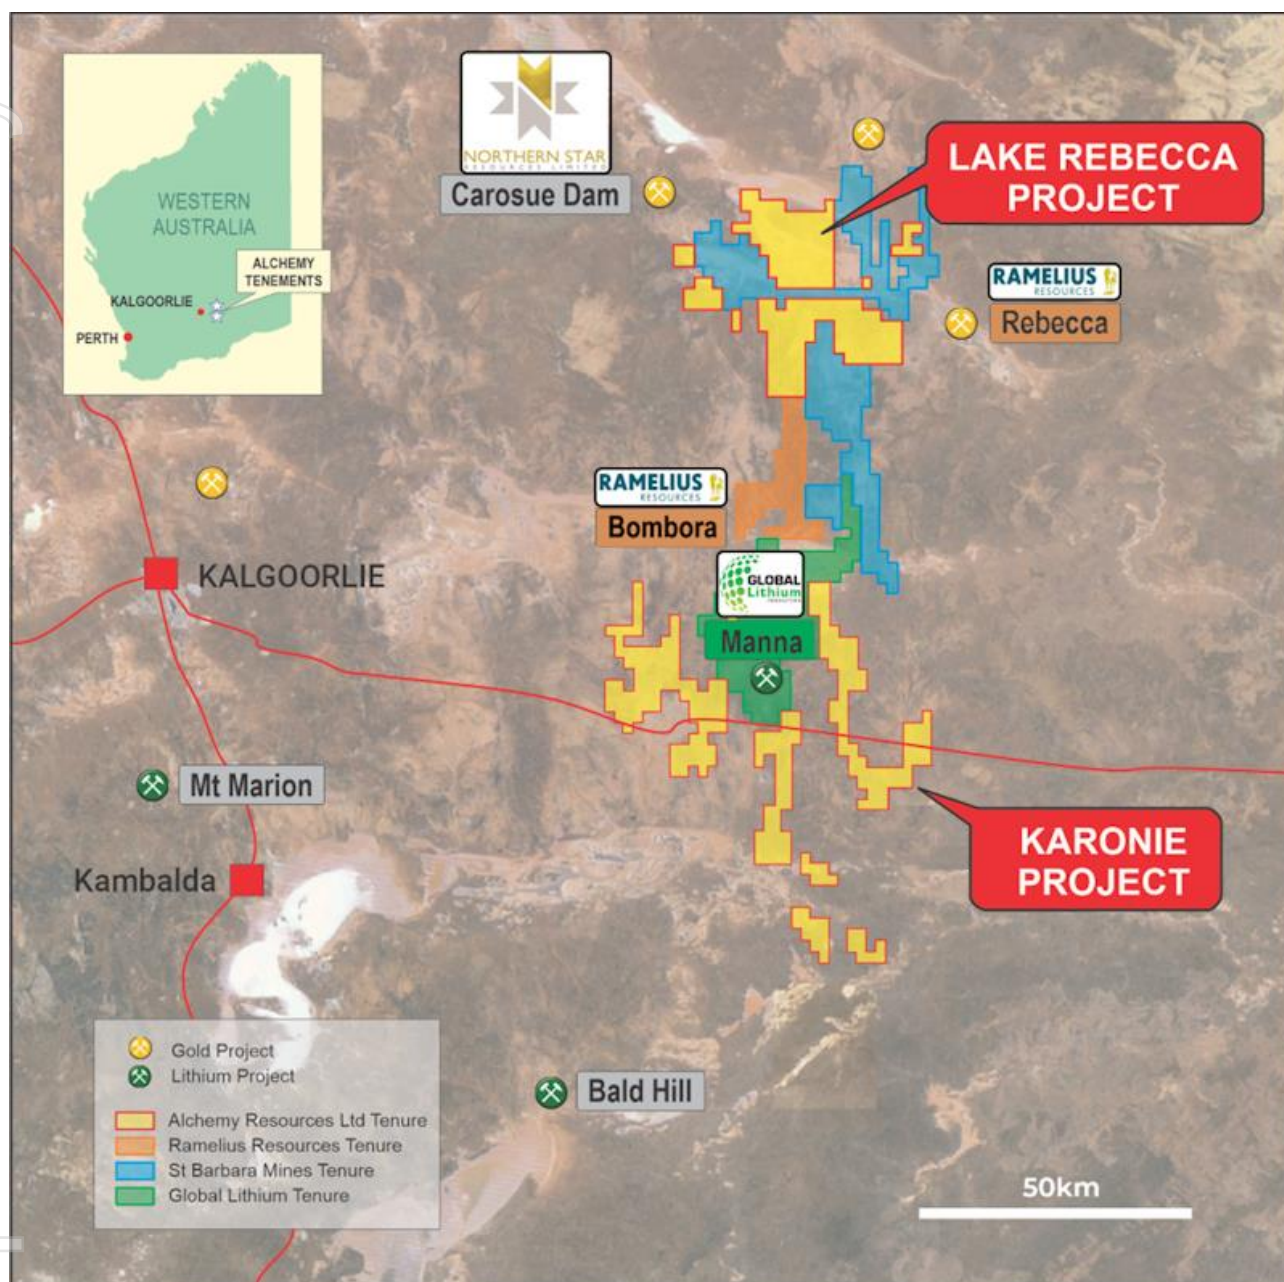 WESTERN
AUSTRALIA
ALCHEMY
TENEMENTS
KALGOORLIE
PERTH
NORTHERN STAR
RESOURCES LIMITED
Carosue Dam
LAKE REBECCA
PROJECT
RAMELIUS
RESOURCES
Rebecca
RAMELIUS
RESOURCES
Bombora
KALGOORLIE
GLOBAL
Lithium
Manna
Mt Marion
Kambalda
KARONIE
PROJECT
Bald Hill
Gold Project
Lithium Project
Alchemy Resources Ltd Tenure
Ramelius Resources Tenure
St Barbara Mines Tenure
Global Lithium Tenure
50km